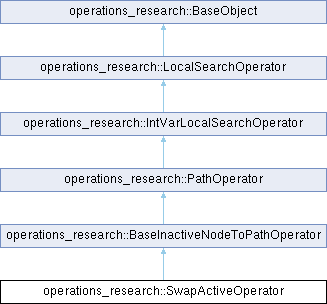 operations_research::BaseObject
operations_research::LocalSearchOperator
operations_research::IntVarLocalSearchOperator
operations_research::PathOperator
operations_research::BaseInactiveNodeToPathOperator
operations_research::SwapActiveOperator